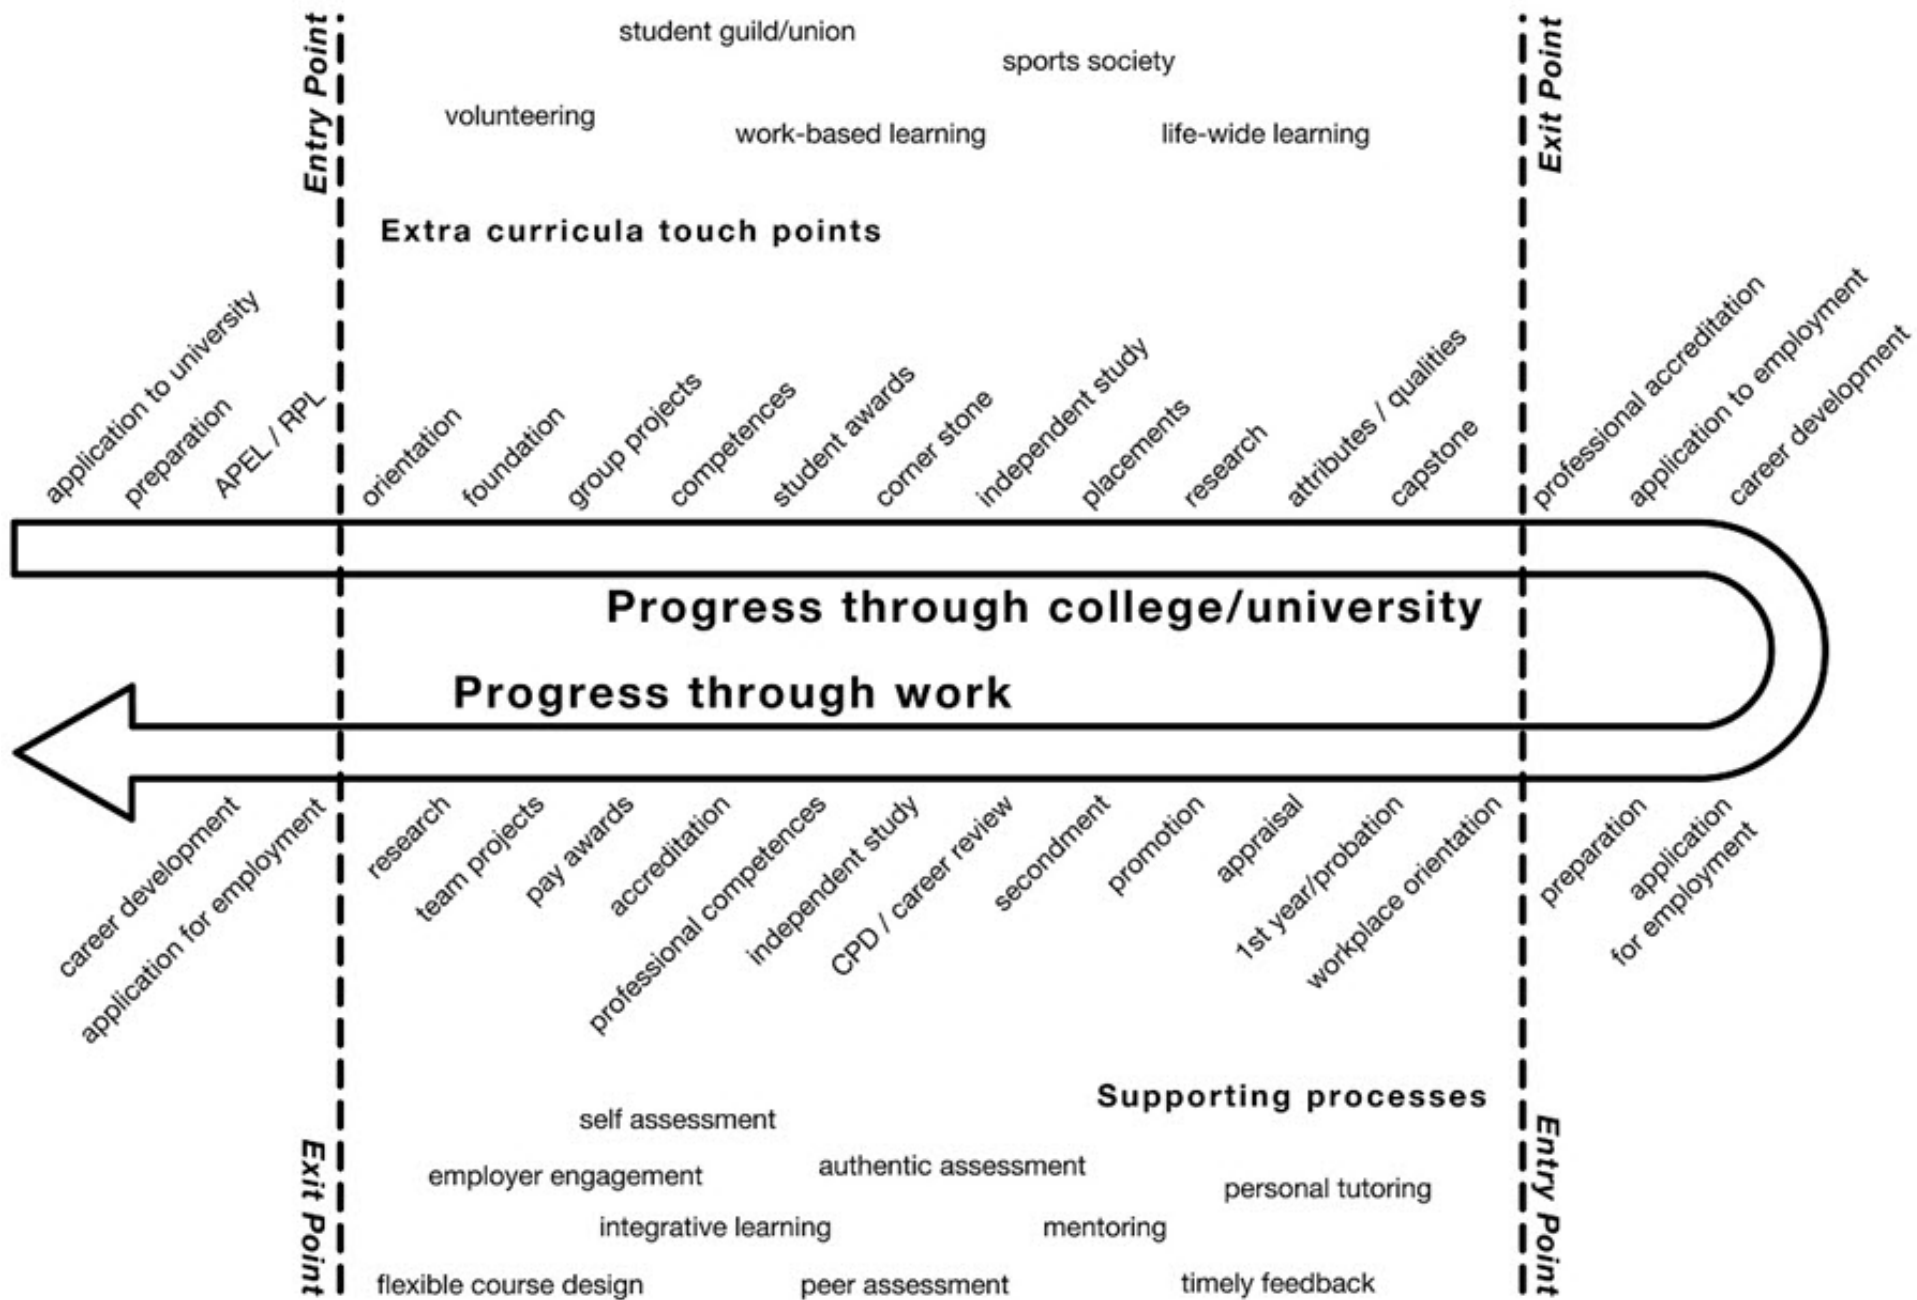 Entry Point
student guild/union
sports society
Exit Point
volunteering
work-based learning
life-wide learning
Extra curricula touch points
application to university
preparation
APEL / RPL
orientation
foundation
group projects
competences
student awards
corner stone
independent study
placements
research
attributes / qualities
capstone
professional accreditation
application to employment
career development
Progress through college/university
Progress through work
career development
application for employment
research
team projects
pay awards
accreditation
professional competences
independent study
CPD / career review
secondment
promotion
appraisal
1st year/probation
workplace orientation
preparation
application
for employment
Supporting processes
self assessment
Exit Point
employer engagement
authentic assessment
personal tutoring
Entry Point
integrative learning
mentoring
flexible course design
peer assessment
timely feedback